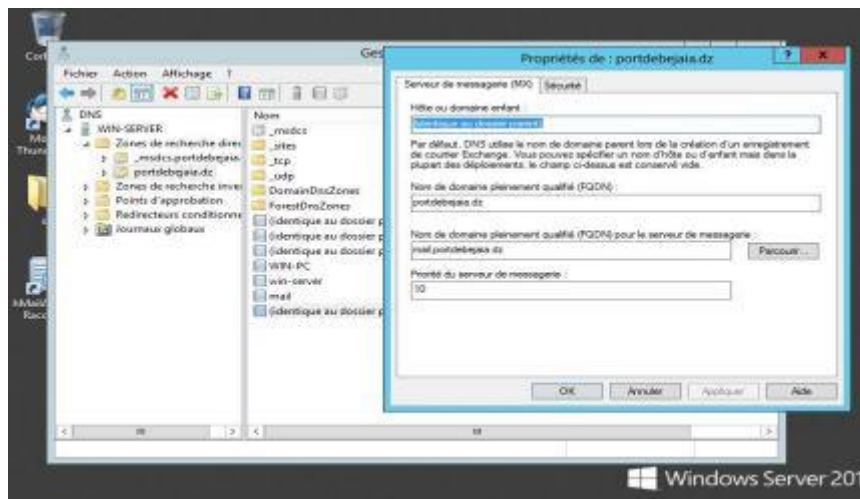 Ges
Fichier Action Affichage ?
DNS
WIN-SERVER
Zones de recherche direc
_msdcs.portdebejaia.
portdebejaia.dz
Zones de recherche inver
Points d'approbation
Redirecteurs conditionne
Journaux globaux
Nom
_msdcs
_sites
_tcp
_udp
DomainDnsZones
ForestDnsZones
(identique au dossier p
(identique au dossier p
(identique au dossier p
WIN-PC
win-server
mail
(identique au dossier p
Propriétés de : portdebejaia.dz
Serveur de messagerie (MX) Sécurité
Hôte ou domaine enfant :
(identique au dossier parent)
Par défaut, DNS utilise le nom de domaine parent lors de la création d'un enregistrement
de courrier Exchange. Vous pouvez spécifier un nom d'hôte ou d'enfant mais dans la
plupart des déploiements, le champ ci-dessus est conservé vide.
Nom de domaine pleinement qualifié (FQDN) :
portdebejaia.dz
Nom de domaine pleinement qualifié (FQDN) pour le serveur de messagerie :
mail.portdebejaia.dz
Parcourir...
Priorité du serveur de messagerie :
10
OK Annuler Appliquer Aide
Windows Server 201